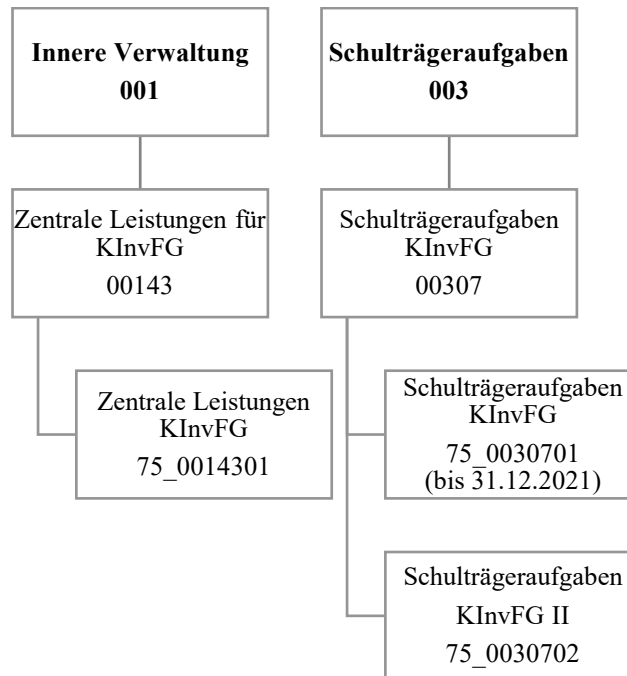 Innere Verwaltung
001
Zentrale Leistungen für
KInvFG
00143
Zentrale Leistungen
KInvFG
75_0014301
Schulträgeraufgaben
003
Schulträgeraufgaben
KInvFG
00307
Schulträgeraufgaben
KInvFG
75_0030701
(bis 31.12.2021)
Schulträgeraufgaben
KInvFG II
75_0030702